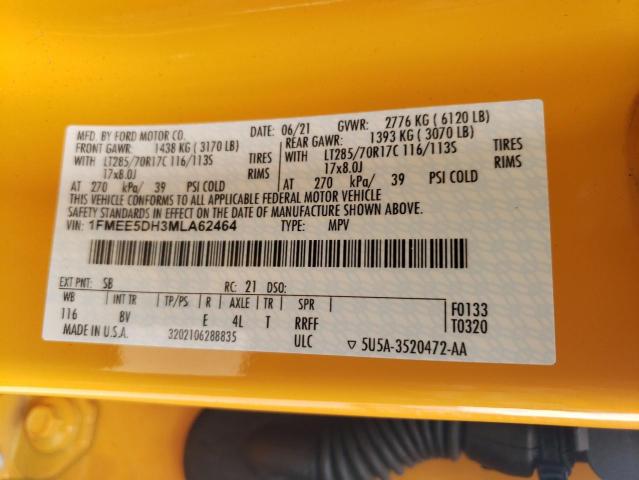 MFD. BY FORD MOTOR CO. DATE: 06/21 GVWR: 2776 KG ( 6120 LB)
FRONT GAWR: 1438 KG ( 3170 LB) REAR GAWR: 1393 KG ( 3070 LB)
WITH LT285/70R17C 116/113S TIRES WITH LT285/70R17C 116/113S TIRES
17x8.0J RIMS 17x8.0J RIMS
AT 270 kPa/ 39 PSI COLD AT 270 kPa/ 39 PSI COLD
THIS VEHICLE CONFORMS TO ALL APPLICABLE FEDERAL MOTOR VEHICLE
SAFETY STANDARDS IN EFFECT ON THE DATE OF MANUFACTURE SHOWN ABOVE.
VIN: 1FMEE5DH3MLA62464 TYPE: MPV
EXT PNT: SB RC: 21 DSO:
WB INT TR TP/PS R AXLE TR SPR F0133
116 BV E 4L T RRFF T0320
MADE IN U.S.A. 3202106288835 ULC ▽ 5U5A-3520472-AA